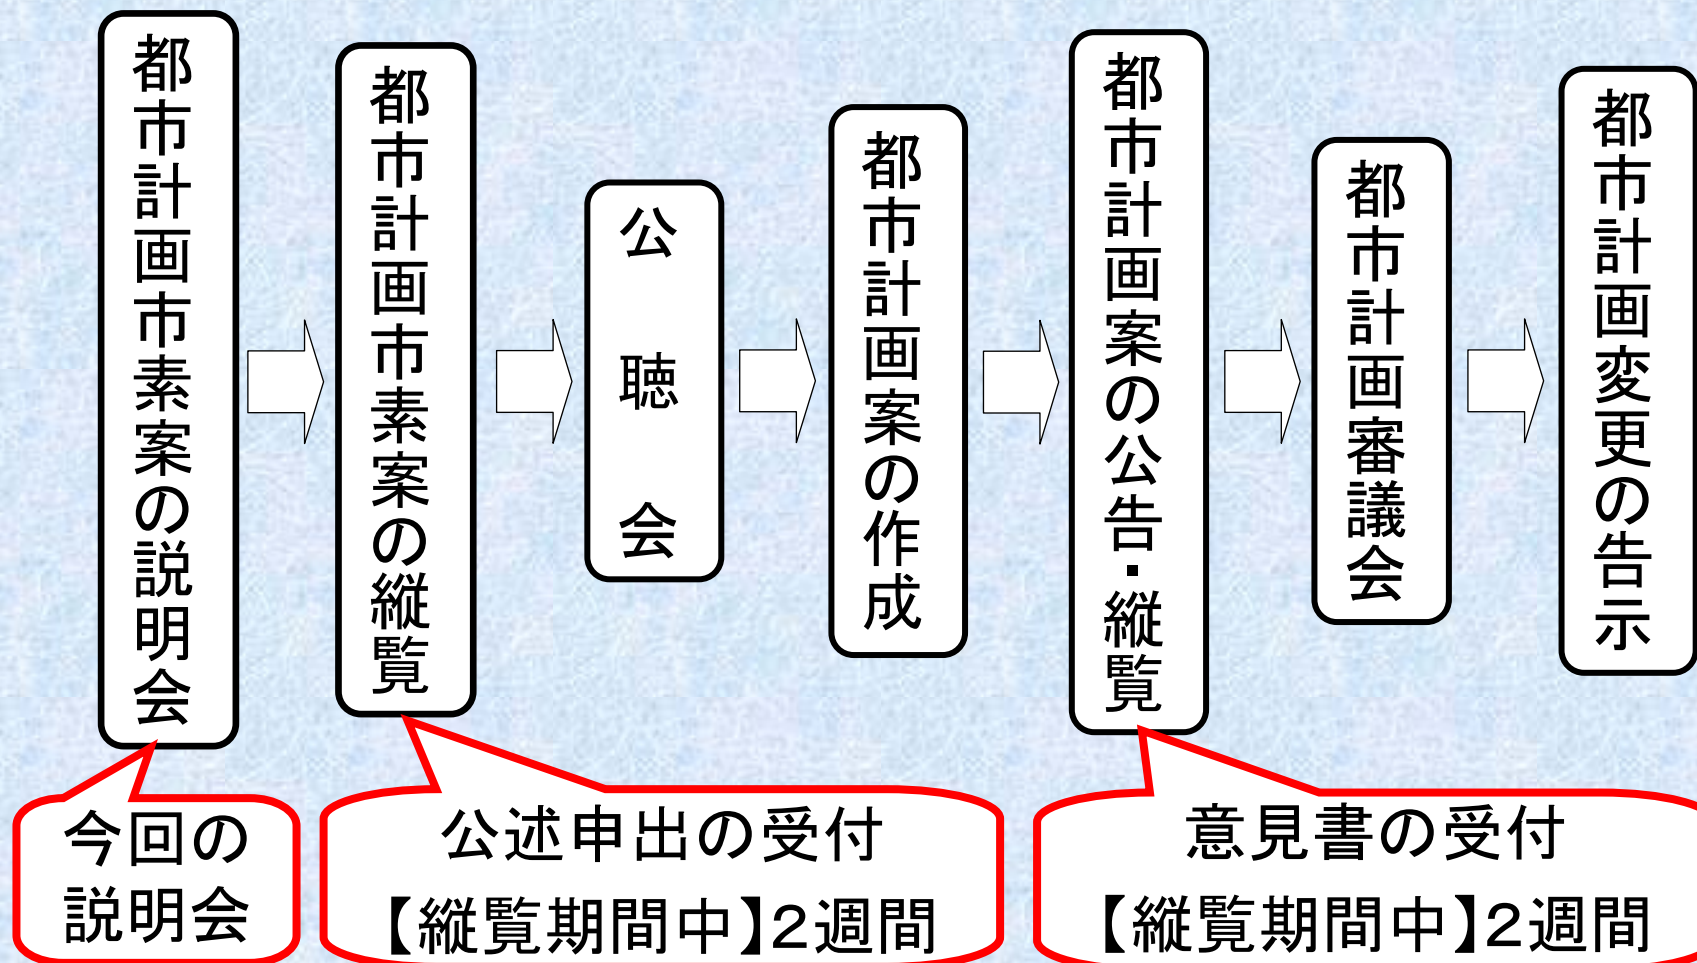 都市計画市素案の説明会
都市計画市素案の縦覧
公聴会
都市計画案の作成
都市計画案の公告・縦覧
都市計画審議会
都市計画変更の告示
今回の
説明会
公述申出の受付
【縦覧期間中】2週間
意見書の受付
【縦覧期間中】2週間